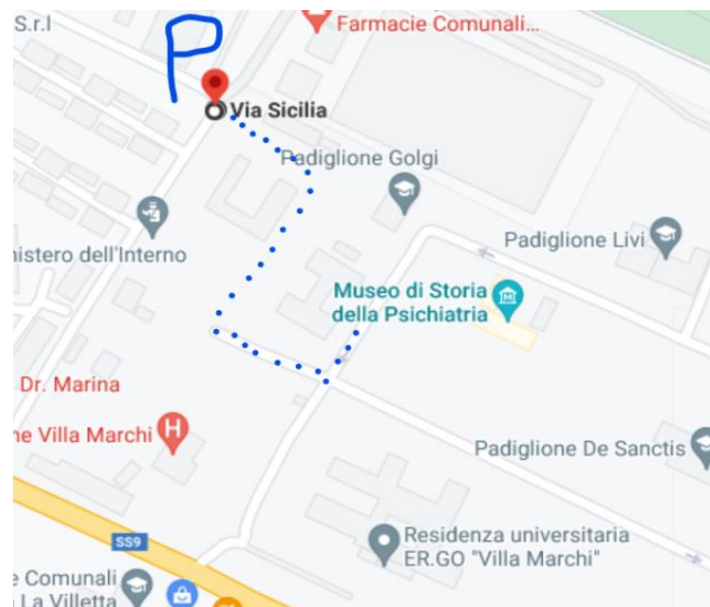 S.r.l
P
Farmacie Comunali...
Via Sicilia
Padiglione Golgi
nistero dell'Interno
Padiglione Livi
Museo di Storia
della Psichiatria
Dr. Marina
ne Villa Marchi
H
Padiglione De Sanctis
SS9
Residenza universitaria
ER.GO "Villa Marchi"
e Comunali
La Villetta